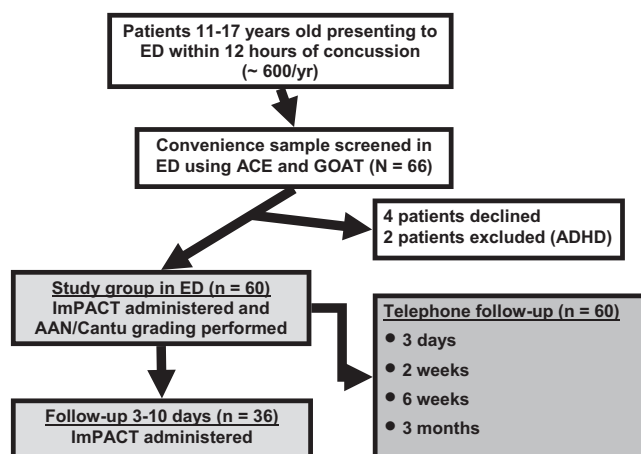 Patients 11-17 years old presenting to
ED within 12 hours of concussion
(~ 600/yr)
Convenience sample screened in
ED using ACE and GOAT (N = 66)
4 patients declined
2 patients excluded (ADHD)
Study group in ED (n = 60)
ImPACT administered and
AAN/Cantu grading performed
Telephone follow-up (n = 60)
• 3 days
• 2 weeks
• 6 weeks
• 3 months
Follow-up 3-10 days (n = 36)
ImPACT administered